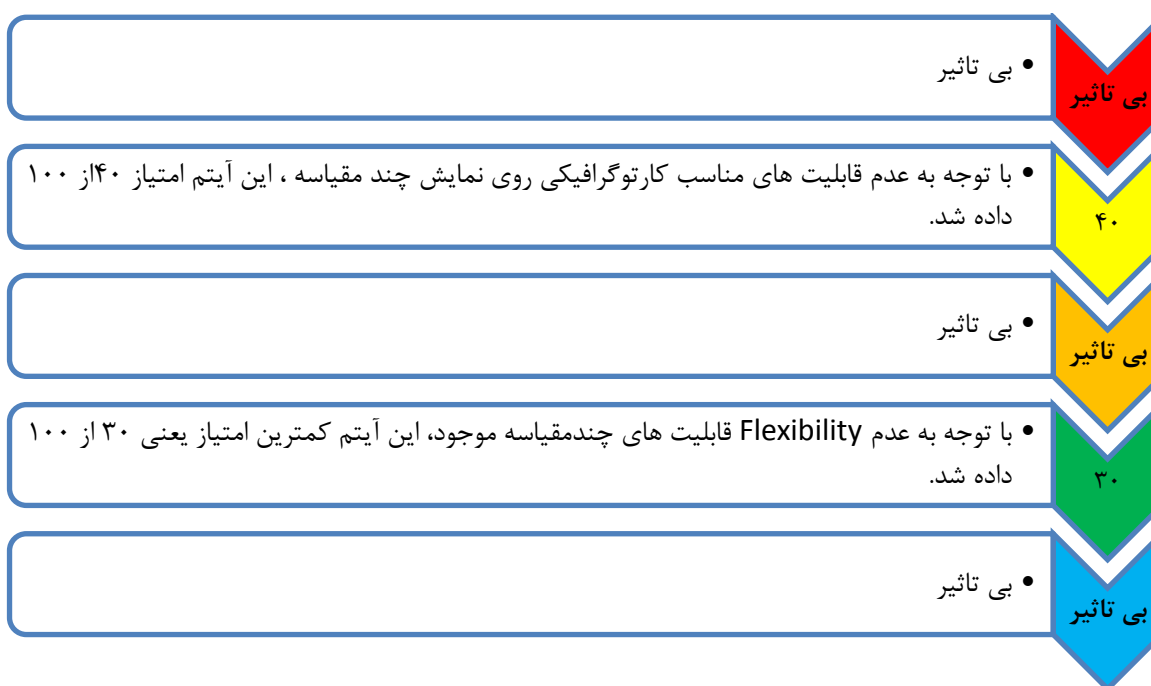 بی تاثیر
• بی تاثیر
۴۰
• با توجه به عدم قابلیت های مناسب کارتوگرافیکی روی نمایش چند مقیاسه ، این آیتم امتیاز ۴۰از ۱۰۰
داده شد.
بی تاثیر
• بی تاثیر
۳۰
• با توجه به عدم Flexibility قابلیت های چندمقیاسه موجود، این آیتم کمترین امتیاز یعنی ۳۰ از ۱۰۰
داده شد.
بی تاثیر
• بی تاثیر